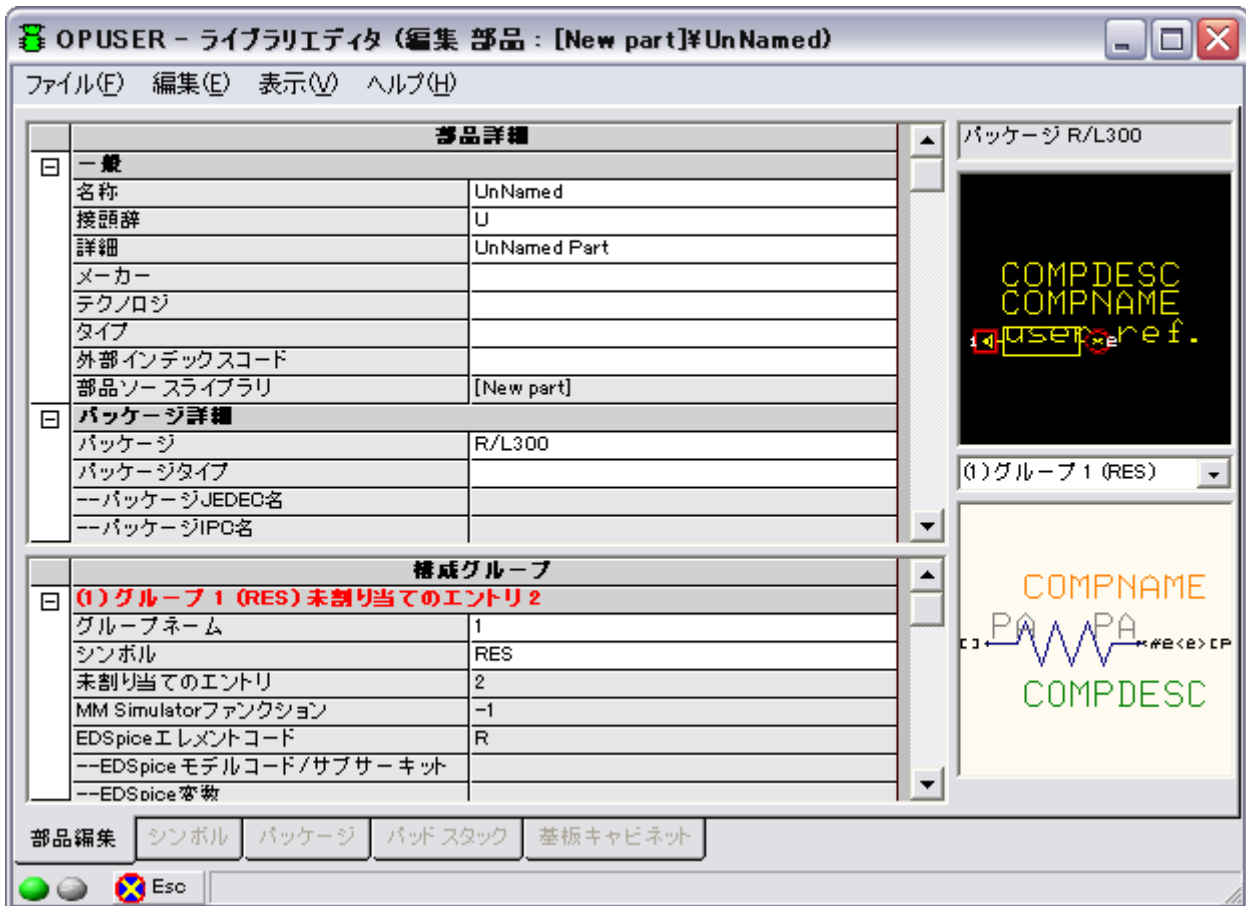 OPUSER - ライブラリエディタ (編集 部品 : [New part]¥UnNamed)
ファイル(F) 編集(E) 表示(V) ヘルプ(H)
部品詳細
一般
名称 UnNamed
接頭辞 U
詳細 UnNamed Part
メーカー
テクノロジ
タイプ
外部インデックスコード
部品ソースライブラリ [New part]
パッケージ詳細
パッケージ R/L300
パッケージタイプ
--パッケージJEDEC名
--パッケージIPC名
構成グループ
(1) グループ 1 (RES) 未割り当てのエントリ 2
グループネーム 1
シンボル RES
未割り当てのエントリ 2
MM Simulatorファンクション -1
EDSpiceエレメントコード R
--EDSpiceモデルコード/サブサーキット
--EDSpice変数
パッケージ R/L300
COMPDESC
COMPNAME
user ref.
1
e
(1)グループ 1 (RES)
COMPNAME
PA PA
COMPDESC
部品編集 シンボル パッケージ パッドスタック 基板キャビネット
Esc